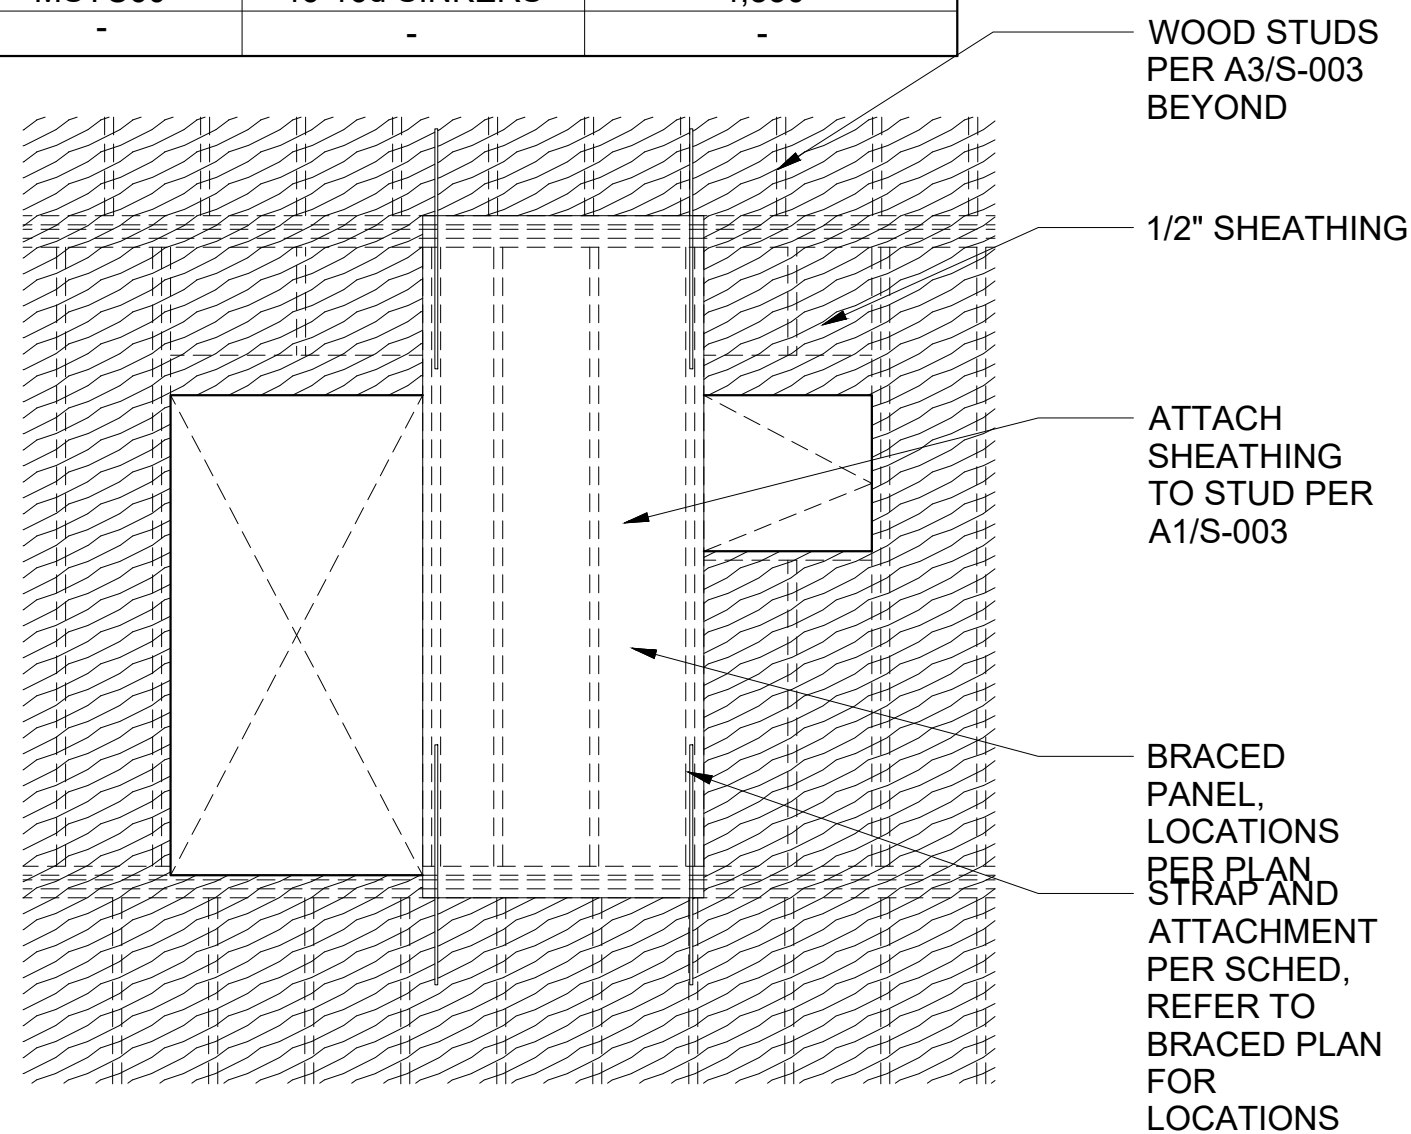 - - -
WOOD STUDS
PER A3/S-003
BEYOND
1/2" SHEATHING
ATTACH
SHEATHING
TO STUD PER
A1/S-003
BRACED
PANEL,
LOCATIONS
PER PLAN
STRAP AND
ATTACHMENT
PER SCHED,
REFER TO
BRACED PLAN
FOR
LOCATIONS